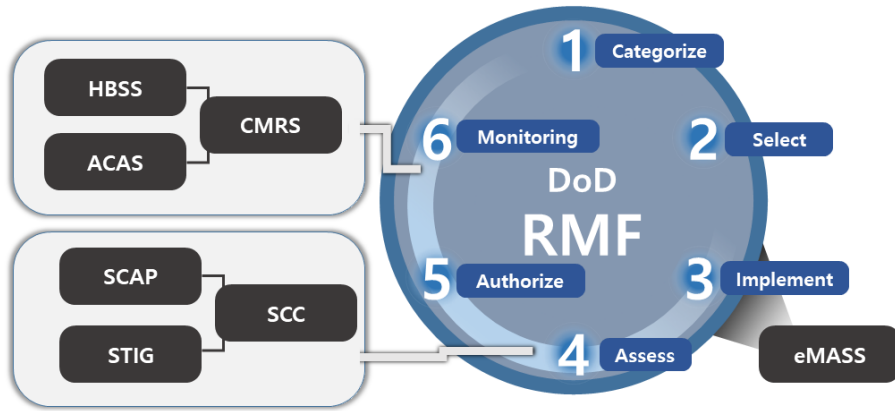 HBSS
ACAS
CMRS
SCAP
STIG
SCC
DoD
RMF
1 Categorize
2 Select
3 Implement
4 Assess
5 Authorize
6 Monitoring
eMASS